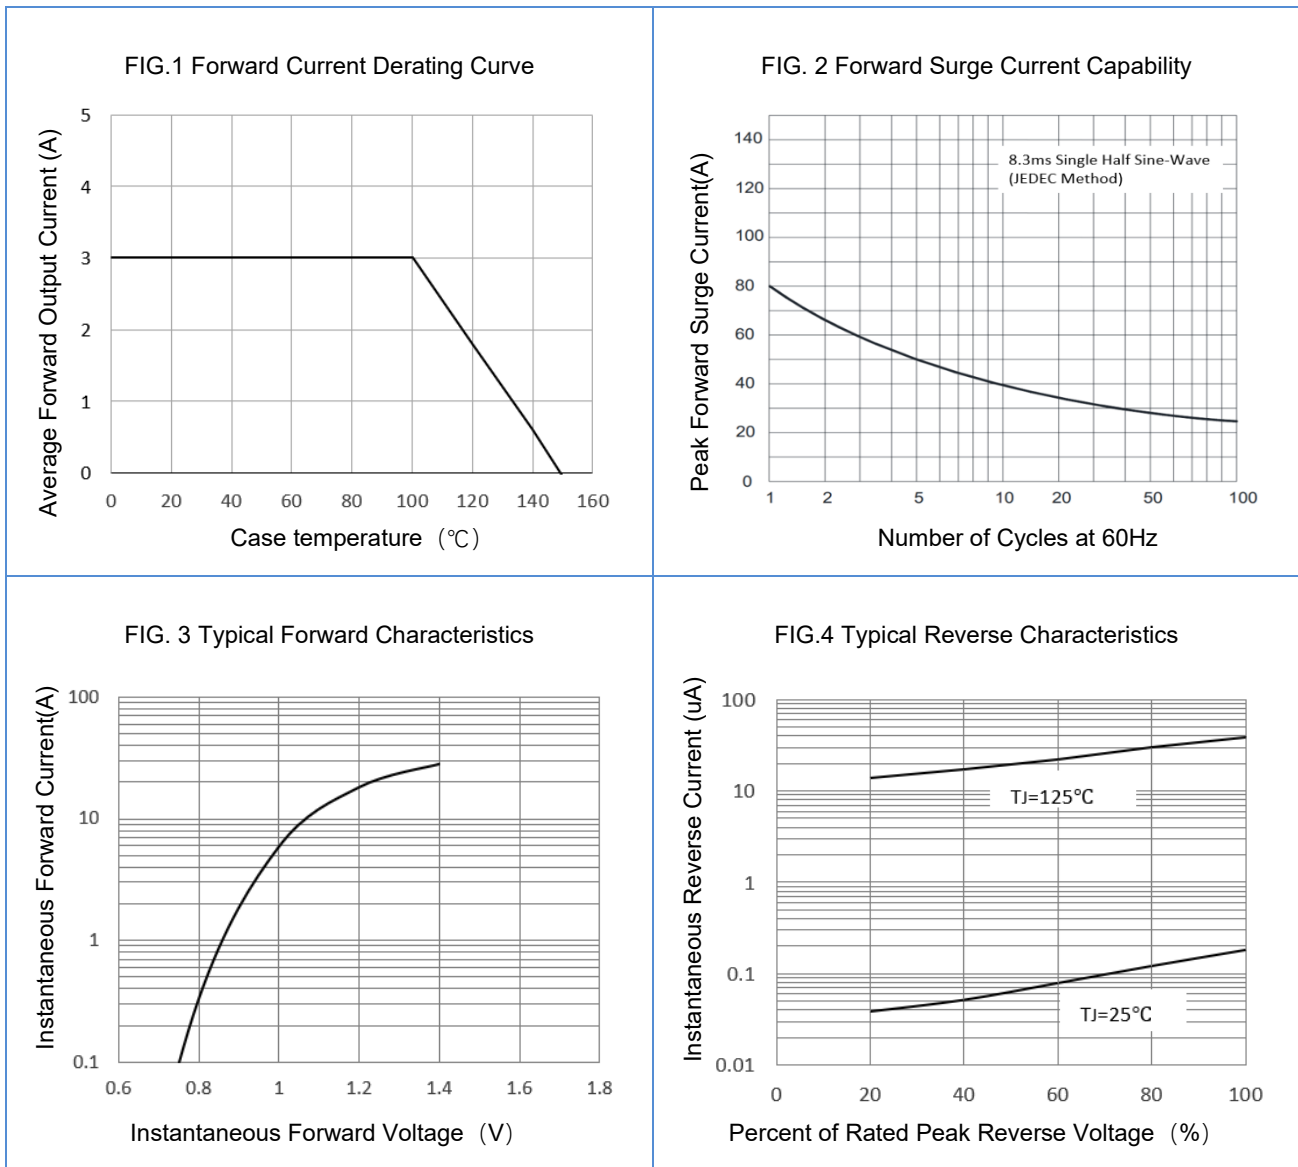 FIG.1 Forward Current Derating Curve
Average Forward Output Current (A)
5
4
3
2
1
0
0 20 40 60 80 100 120 140 160
Case temperature（℃）
FIG. 2 Forward Surge Current Capability
Peak Forward Surge Current(A)
8.3ms Single Half Sine-Wave
(JEDEC Method)
140
120
100
80
60
40
20
0
1 2 5 10 20 50 100
Number of Cycles at 60Hz
FIG. 3 Typical Forward Characteristics
Instantaneous Forward Current(A)
100
10
1
0.1
0.6 0.8 1 1.2 1.4 1.6 1.8
Instantaneous Forward Voltage（V）
FIG.4 Typical Reverse Characteristics
Instantaneous Reverse Current (uA)
100
10
1
0.1
0.01
TJ=125℃
TJ=25℃
0 20 40 60 80 100
Percent of Rated Peak Reverse Voltage（%）